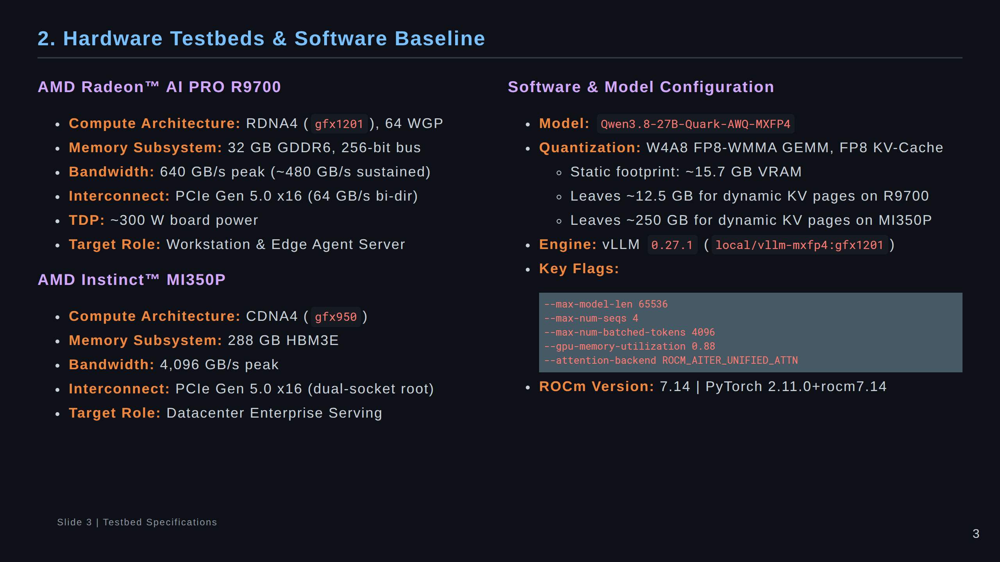 2. Hardware Testbeds & Software Baseline
AMD Radeon™ AI PRO R9700
Compute Architecture: RDNA4 (gfx1201), 64 WGP
Memory Subsystem: 32 GB GDDR6, 256-bit bus
Bandwidth: 640 GB/s peak (~480 GB/s sustained)
Interconnect: PCIe Gen 5.0 x16 (64 GB/s bi-dir)
TDP: ~300 W board power
Target Role: Workstation & Edge Agent Server
AMD Instinct™ MI350P
Compute Architecture: CDNA4 (gfx950)
Memory Subsystem: 288 GB HBM3E
Bandwidth: 4,096 GB/s peak
Interconnect: PCIe Gen 5.0 x16 (dual-socket root)
Target Role: Datacenter Enterprise Serving
Software & Model Configuration
Model: Qwen3.8-27B-Quark-AWQ-MXFP4
Quantization: W4A8 FP8-WMMA GEMM, FP8 KV-Cache
Static footprint: ~15.7 GB VRAM
Leaves ~12.5 GB for dynamic KV pages on R9700
Leaves ~250 GB for dynamic KV pages on MI350P
Engine: vLLM 0.27.1 (local/vllm-mxfp4:gfx1201)
Key Flags:
--max-model-len 65536
--max-num-seqs 4
--max-num-batched-tokens 4096
--gpu-memory-utilization 0.88
--attention-backend ROCM_AITER_UNIFIED_ATTN
ROCm Version: 7.14 | PyTorch 2.11.0+rocm7.14
Slide 3 | Testbed Specifications
3